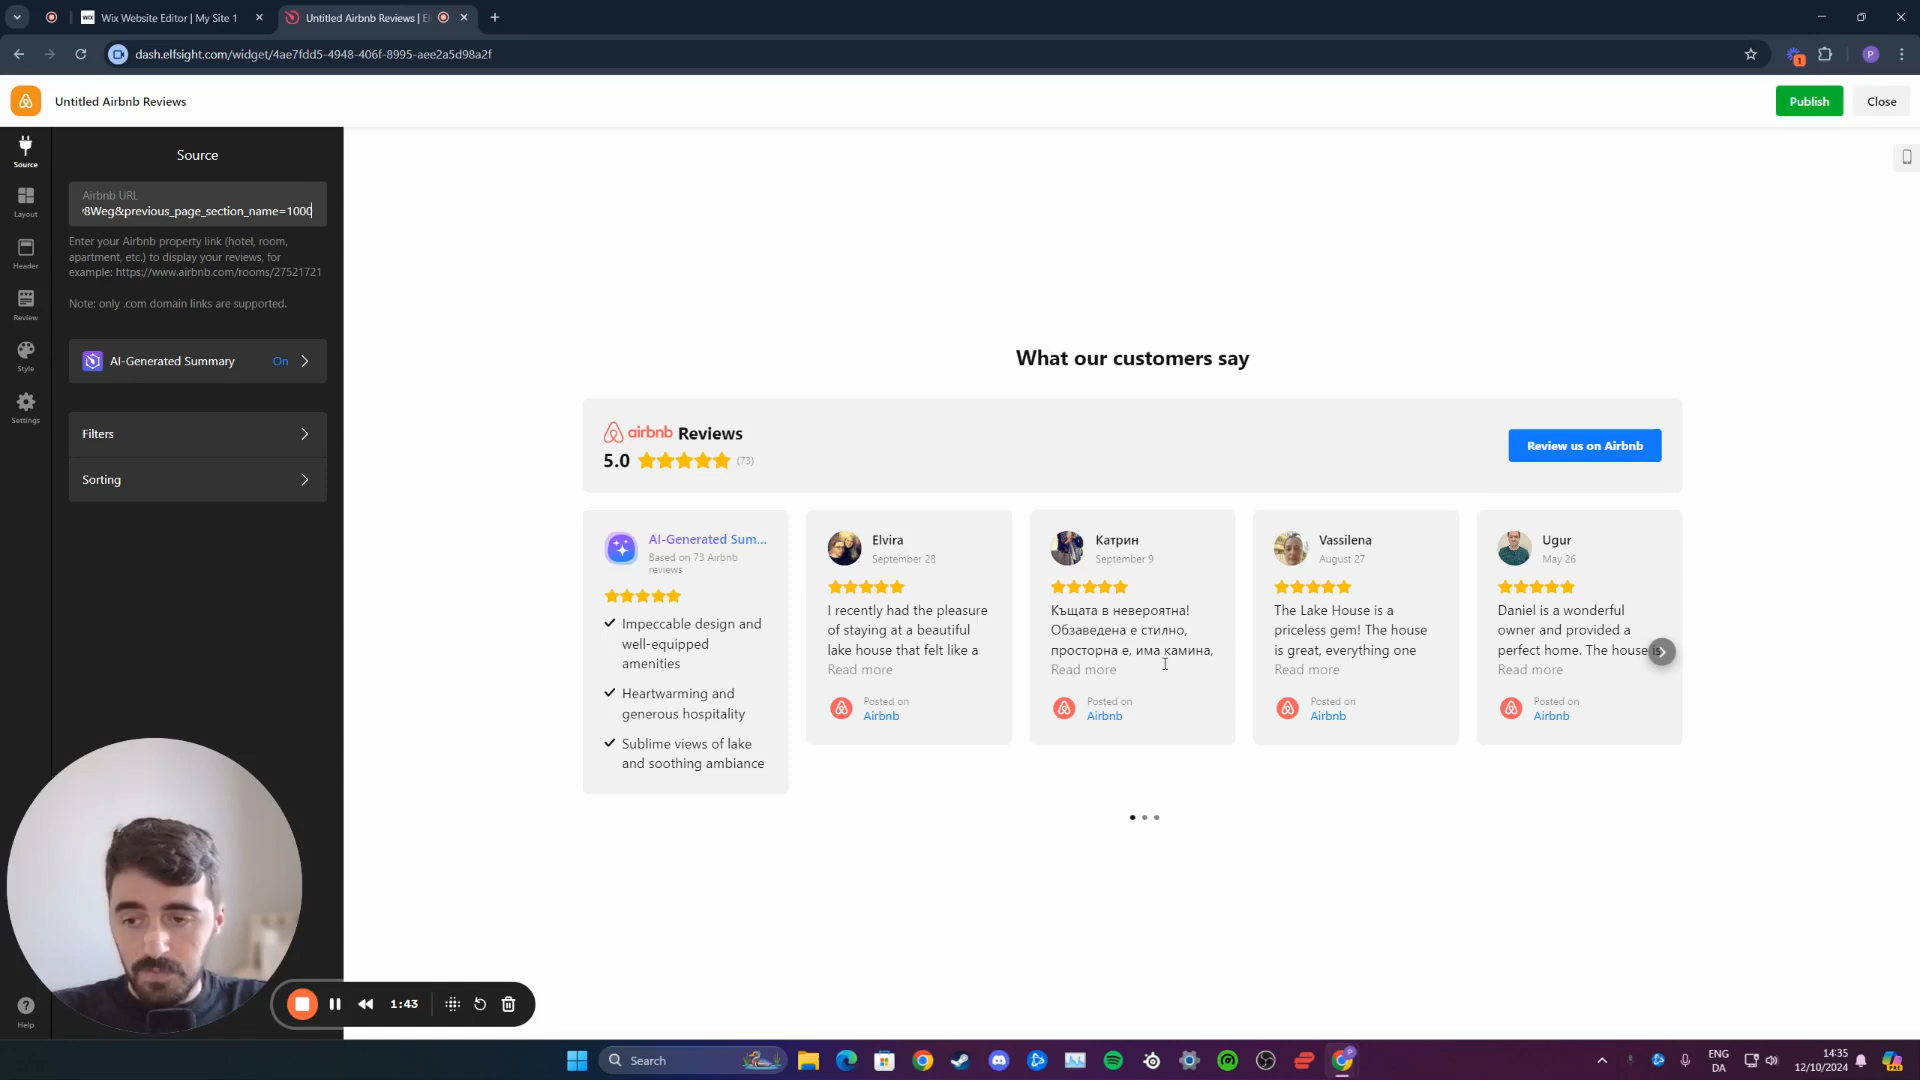 Wix Website Editor | My Site 1
Untitled Airbnb Reviews |
dash.elfsight.com/widget/4ae7fdd5-4948-406f-8995-aee2a5d98a2f
1
P
Untitled Airbnb Reviews
Publish
Close
Source
Layout
Header
Review
Style
Settings
Help
Source
Airbnb URL
8Weg&previous_page_section_name=1000
Enter your Airbnb property link (hotel, room,
apartment, etc.) to display your reviews, for
example: https://www.airbnb.com/rooms/27521721
Note: only .com domain links are supported.
AI-Generated Summary
On
Filters
Sorting
What our customers say
airbnb Reviews
5.0
(73)
Review us on Airbnb
AI-Generated Sum...
Based on 73 Airbnb
reviews
Impeccable design and
well-equipped
amenities
Heartwarming and
generous hospitality
Sublime views of lake
and soothing ambiance
Elvira
September 28
I recently had the pleasure
of staying at a beautiful
lake house that felt like a
Read more
Posted on
Airbnb
Катрин
September 9
Къщата в невероятна!
Обзаведена е стилно,
просторна е, има камина,
Read more
Posted on
Airbnb
Vassilena
August 27
The Lake House is a
priceless gem! The house
is great, everything one
Read more
Posted on
Airbnb
Ugur
May 26
Daniel is a wonderful
owner and provided a
perfect home. The house is
Read more
Posted on
Airbnb
1:43
Search
ENG
DA
14:35
12/10/2024